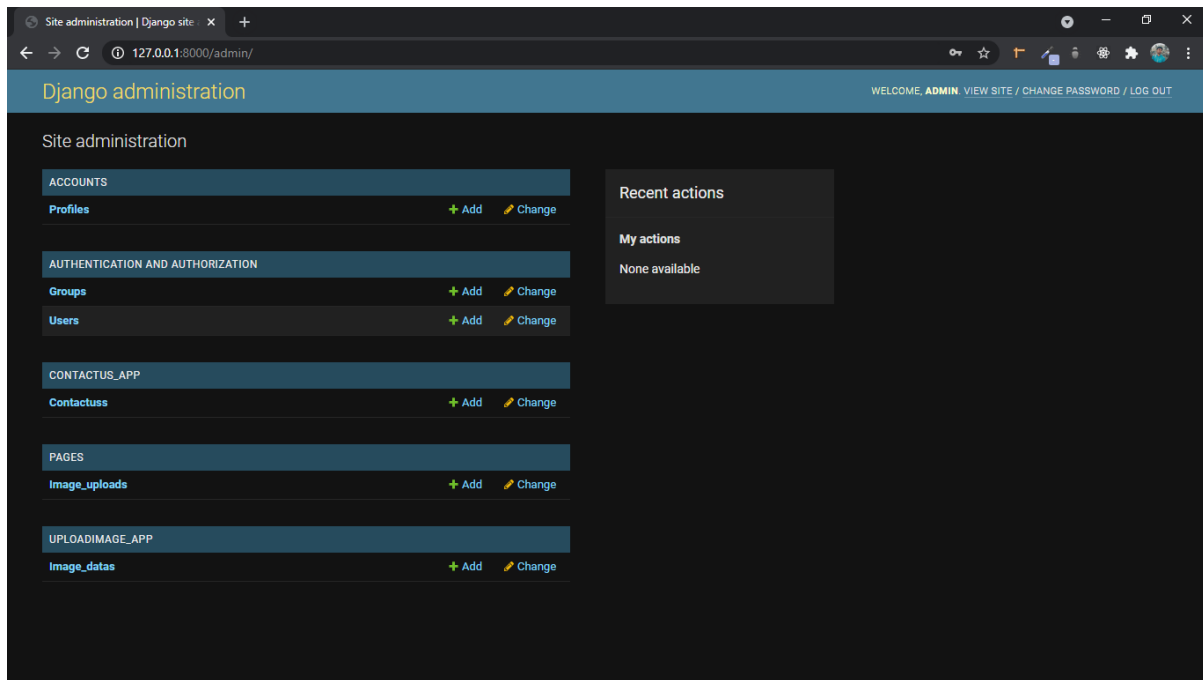 Site administration | Django site a
127.0.0.1:8000/admin/
Django administration
WELCOME, ADMIN. VIEW SITE / CHANGE PASSWORD / LOG OUT
Site administration
ACCOUNTS
Profiles Add Change
AUTHENTICATION AND AUTHORIZATION
Groups Add Change
Users Add Change
CONTACTUS_APP
Contactuss Add Change
PAGES
Image_uploads Add Change
UPLOADIMAGE_APP
Image_datas Add Change
Recent actions
My actions
None available